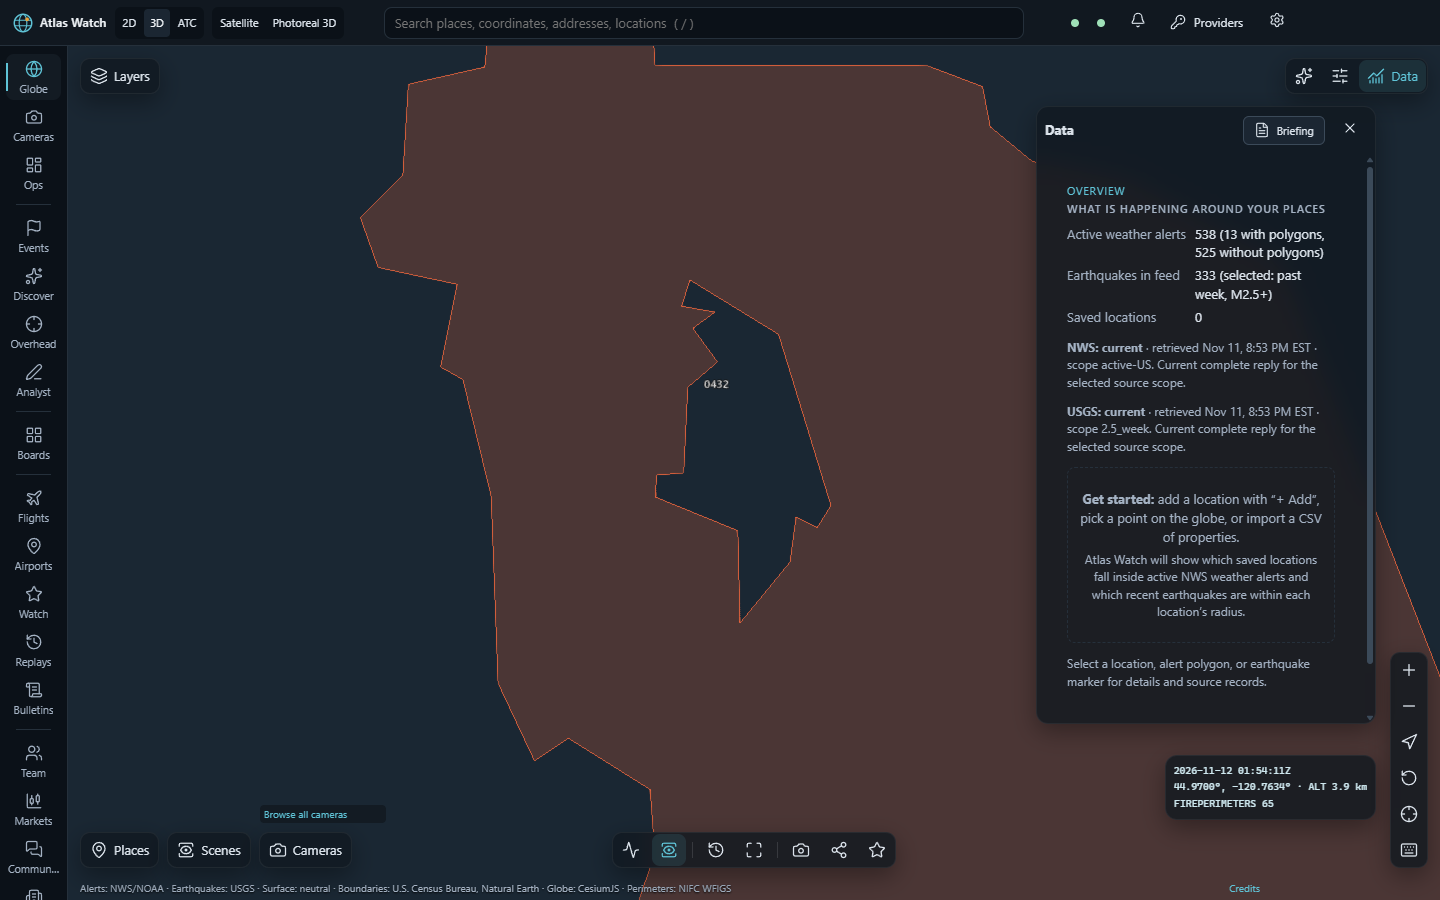 Atlas Watch
2D
3D
ATC
Satellite
Photoreal 3D
Search places, coordinates, addresses, locations ( / )
Providers
Globe
Cameras
Ops
Events
Discover
Overhead
Analyst
Boards
Flights
Airports
Watch
Replays
Bulletins
Team
Markets
Commun...
Layers
Data
Data
Briefing
OVERVIEW
WHAT IS HAPPENING AROUND YOUR PLACES
Active weather alerts 538 (13 with polygons,
525 without polygons)
Earthquakes in feed 333 (selected: past
week, M2.5+)
Saved locations 0
NWS: current · retrieved Nov 11, 8:53 PM EST ·
scope active-US. Current complete reply for the
selected source scope.
USGS: current · retrieved Nov 11, 8:53 PM EST ·
scope 2.5_week. Current complete reply for the
selected source scope.
Get started: add a location with “+ Add”,
pick a point on the globe, or import a CSV
of properties.
Atlas Watch will show which saved locations
fall inside active NWS weather alerts and
which recent earthquakes are within each
location’s radius.
Select a location, alert polygon, or earthquake
marker for details and source records.
0432
2026-11-12 01:54:11Z
44.9700°, -120.7634° · ALT 3.9 km
FIREPERIMETERS 65
Browse all cameras
Places
Scenes
Cameras
Alerts: NWS/NOAA · Earthquakes: USGS · Surface: neutral · Boundaries: U.S. Census Bureau, Natural Earth · Globe: CesiumJS · Perimeters: NIFC WFIGS
Credits